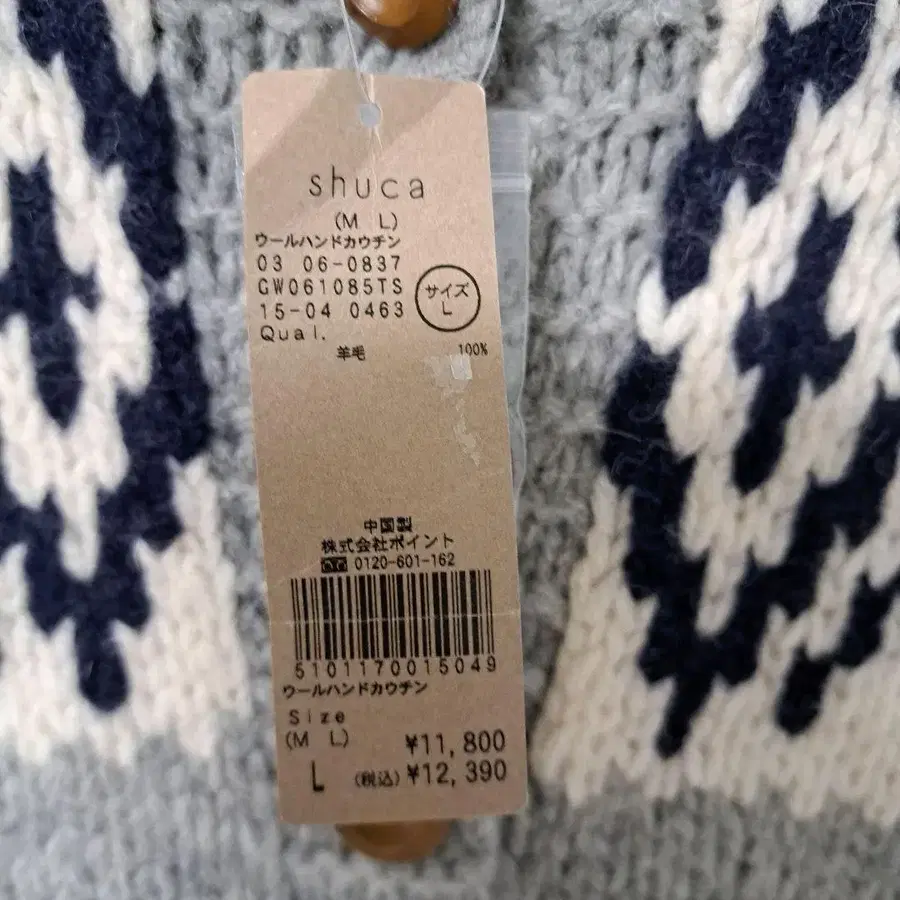 shuca
(M L)
ウールハンドカウチン
03 06-0837
GW061085TS
15-04 0463
サイズ
L
Qual.
羊毛 100%
中国製
株式会社ポイント
0120-601-162
5101170015049
ウールハンドカウチン
Size
(M L)
¥11,800
L (税込)¥12,390